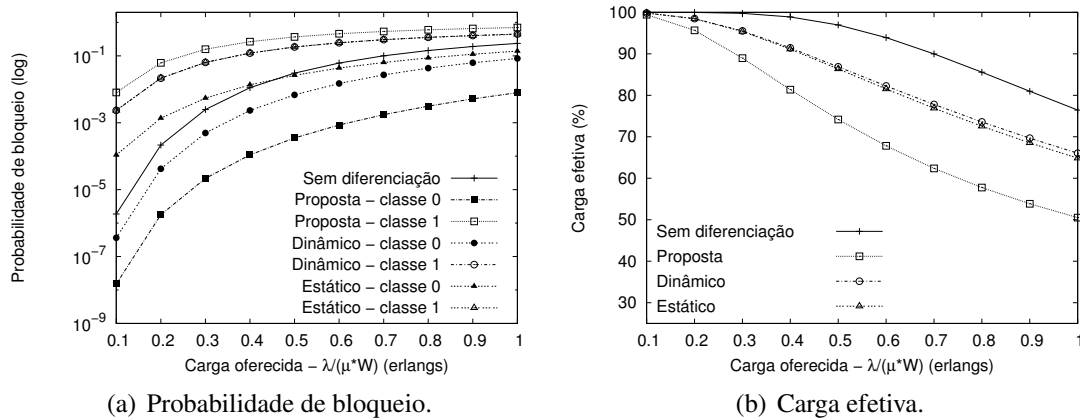 Probabilidade de bloqueio (log)
10⁻¹
10⁻³
10⁻⁵
10⁻⁷
10⁻⁹
Sem diferenciação
Proposta − classe 0
Proposta − classe 1
Dinâmico − classe 0
Dinâmico − classe 1
Estático − classe 0
Estático − classe 1
0.1 0.2 0.3 0.4 0.5 0.6 0.7 0.8 0.9 1
Carga oferecida − λ/(μ*W) (erlangs)
(a) Probabilidade de bloqueio.
Carga efetiva (%)
100
90
80
70
60
50
40
30
Sem diferenciação
Proposta
Dinâmico
Estático
0.1 0.2 0.3 0.4 0.5 0.6 0.7 0.8 0.9 1
Carga oferecida − λ/(μ*W) (erlangs)
(b) Carga efetiva.